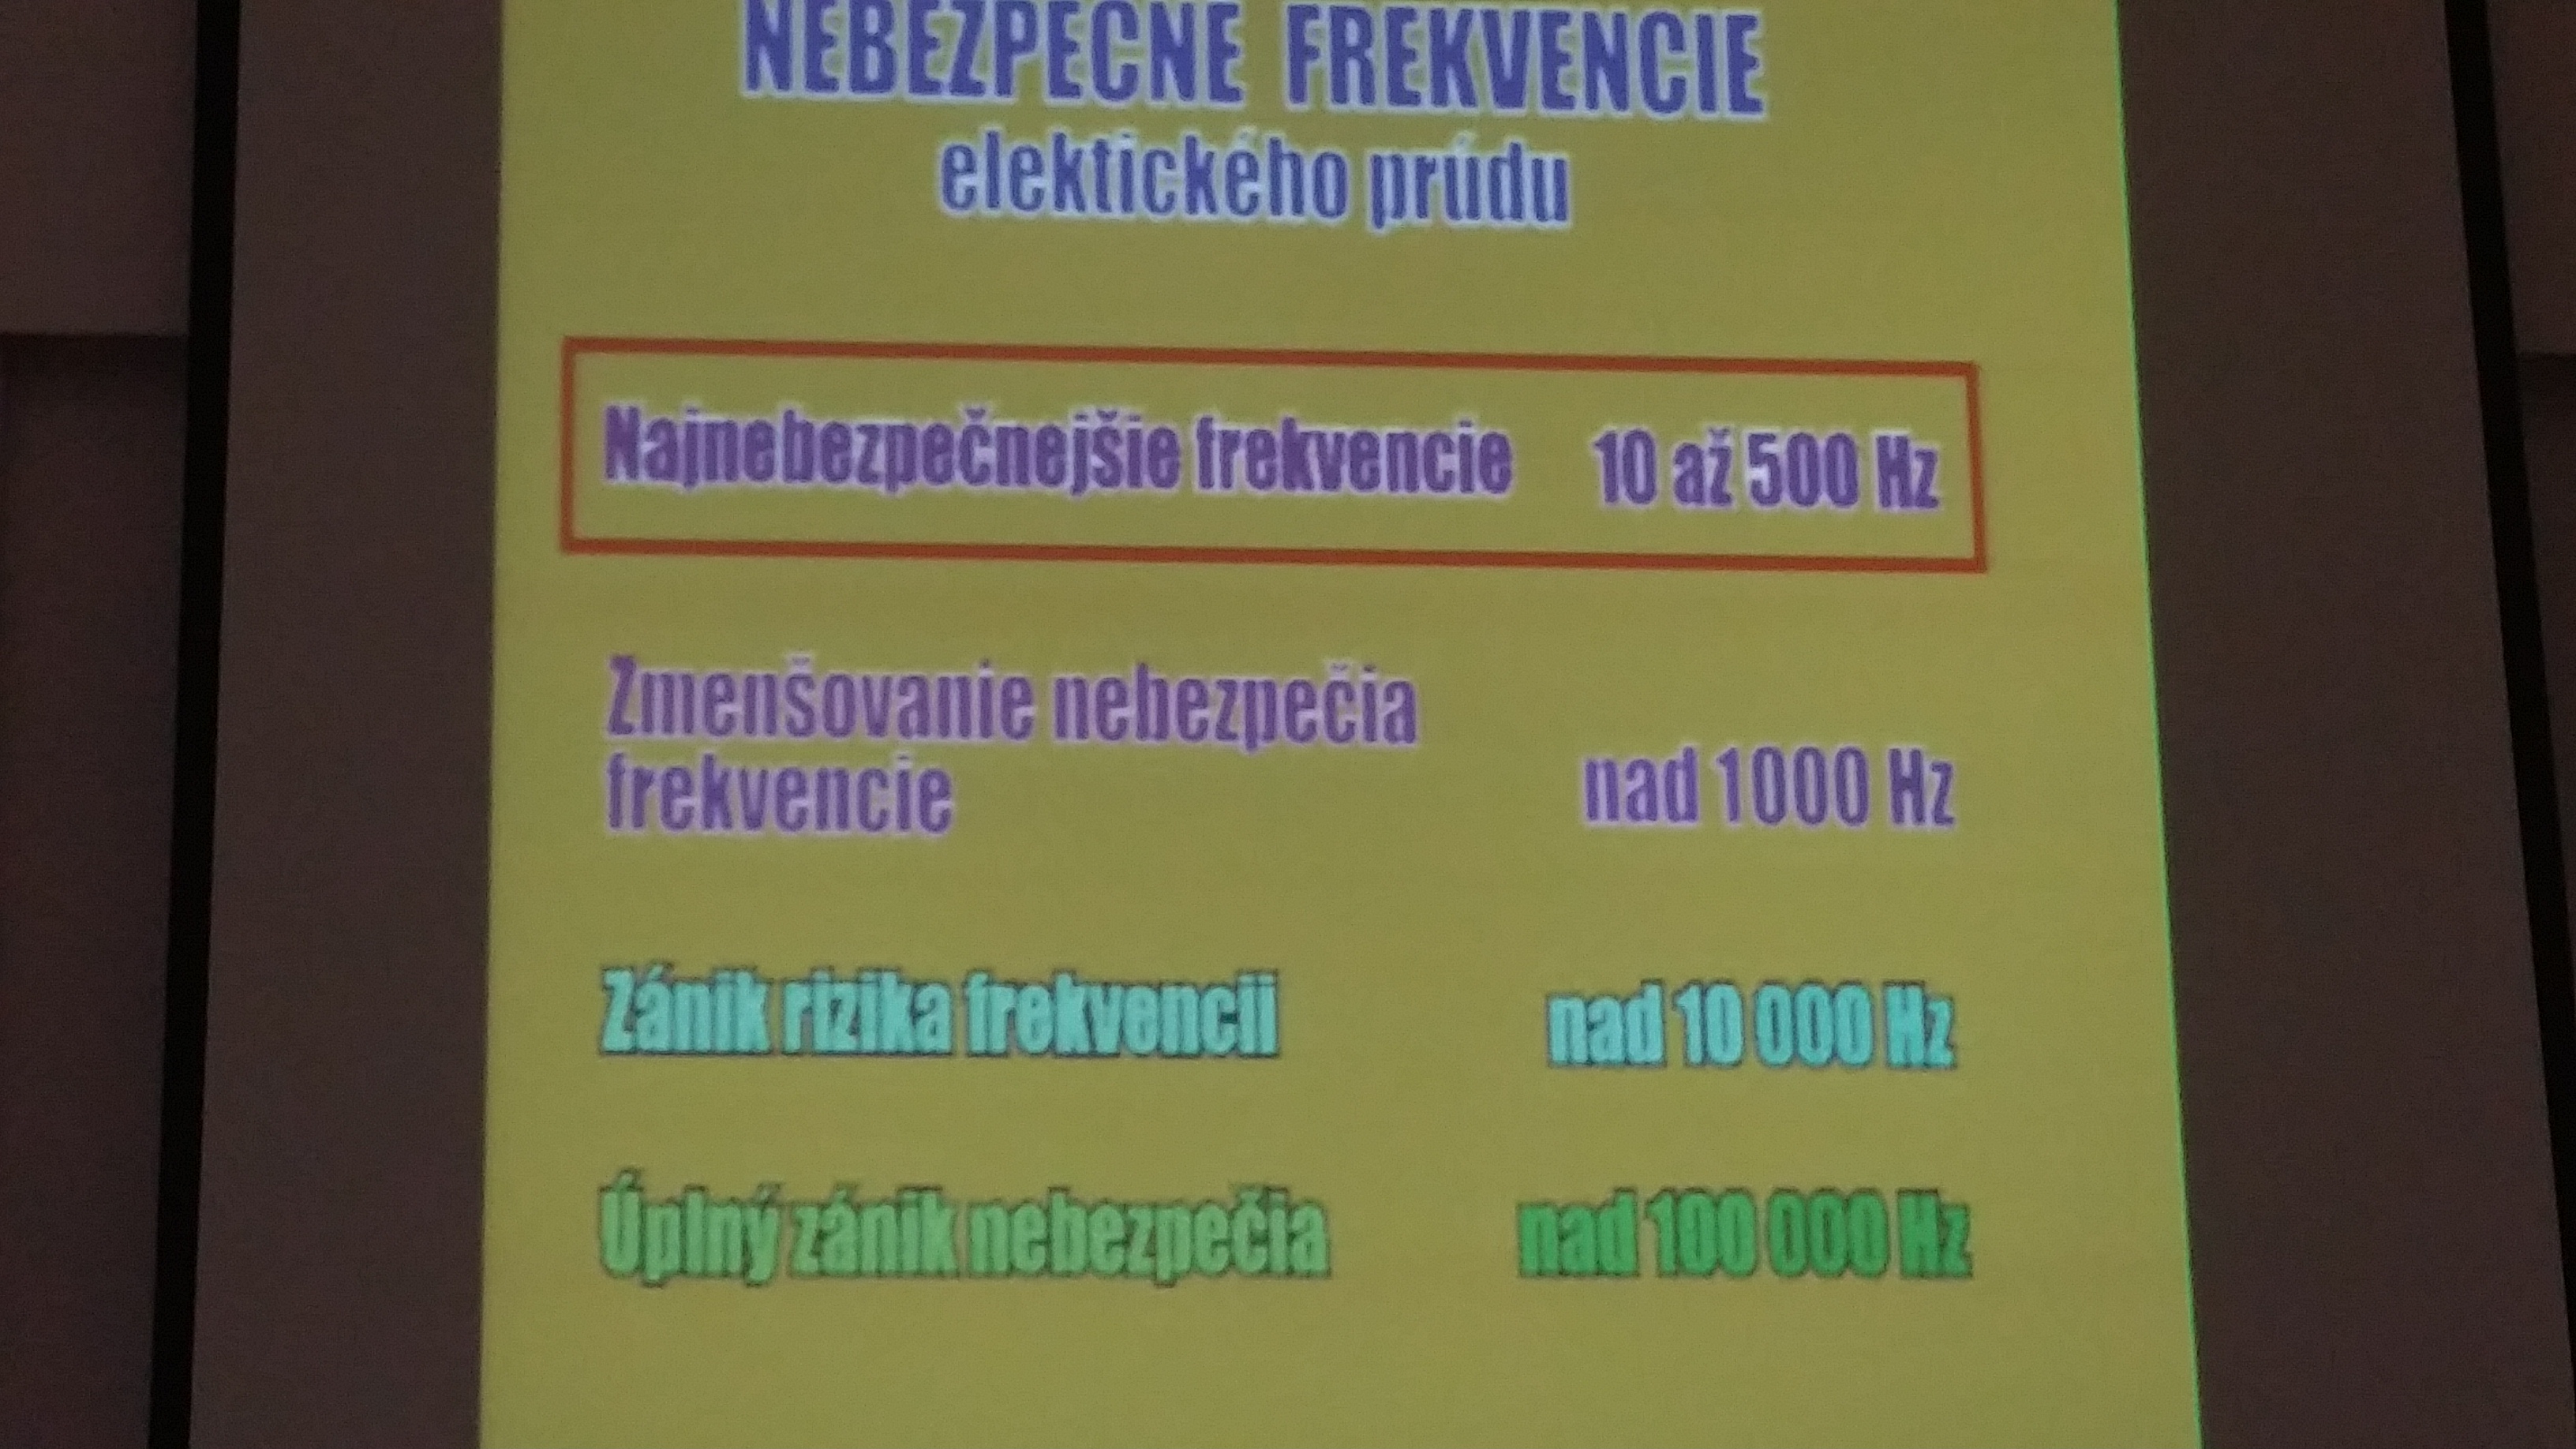 NEBEZPEČNÉ FREKVENCIE
elektického prúdu
Najnebezpečnejšie frekvencie 10 až 500 Hz
Zmenšovanie nebezpečia
frekvencie nad 1000 Hz
Zánik rizika frekvencii nad 10 000 Hz
Úplný zánik nebezpečia nad 100 000 Hz